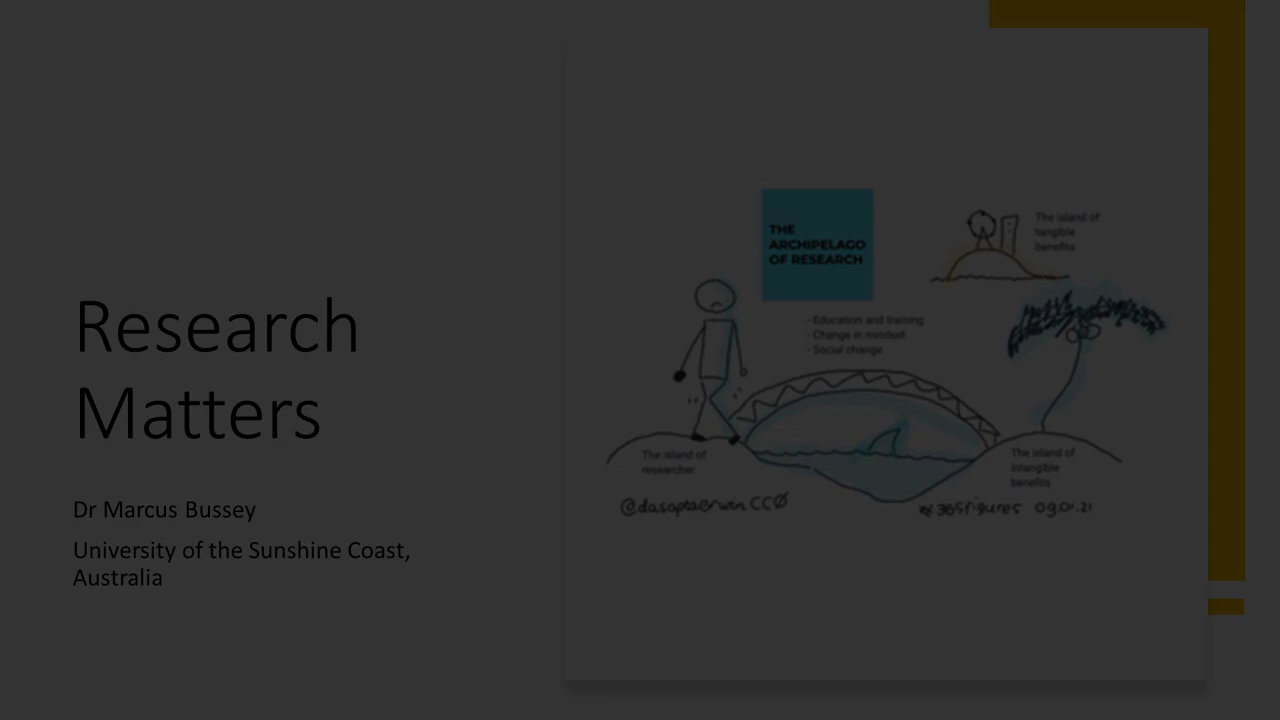 Research
Matters
Dr Marcus Bussey
University of the Sunshine Coast,
Australia
THE
ARCHIPELAGO
OF RESEARCH
- Education and training
- Change in mindset
- Social change
The island of
tangible
benefits
The island of
researcher
The island of
intangible
benefits
@dasaptaerwin CCØ
#365figures 09.01.21